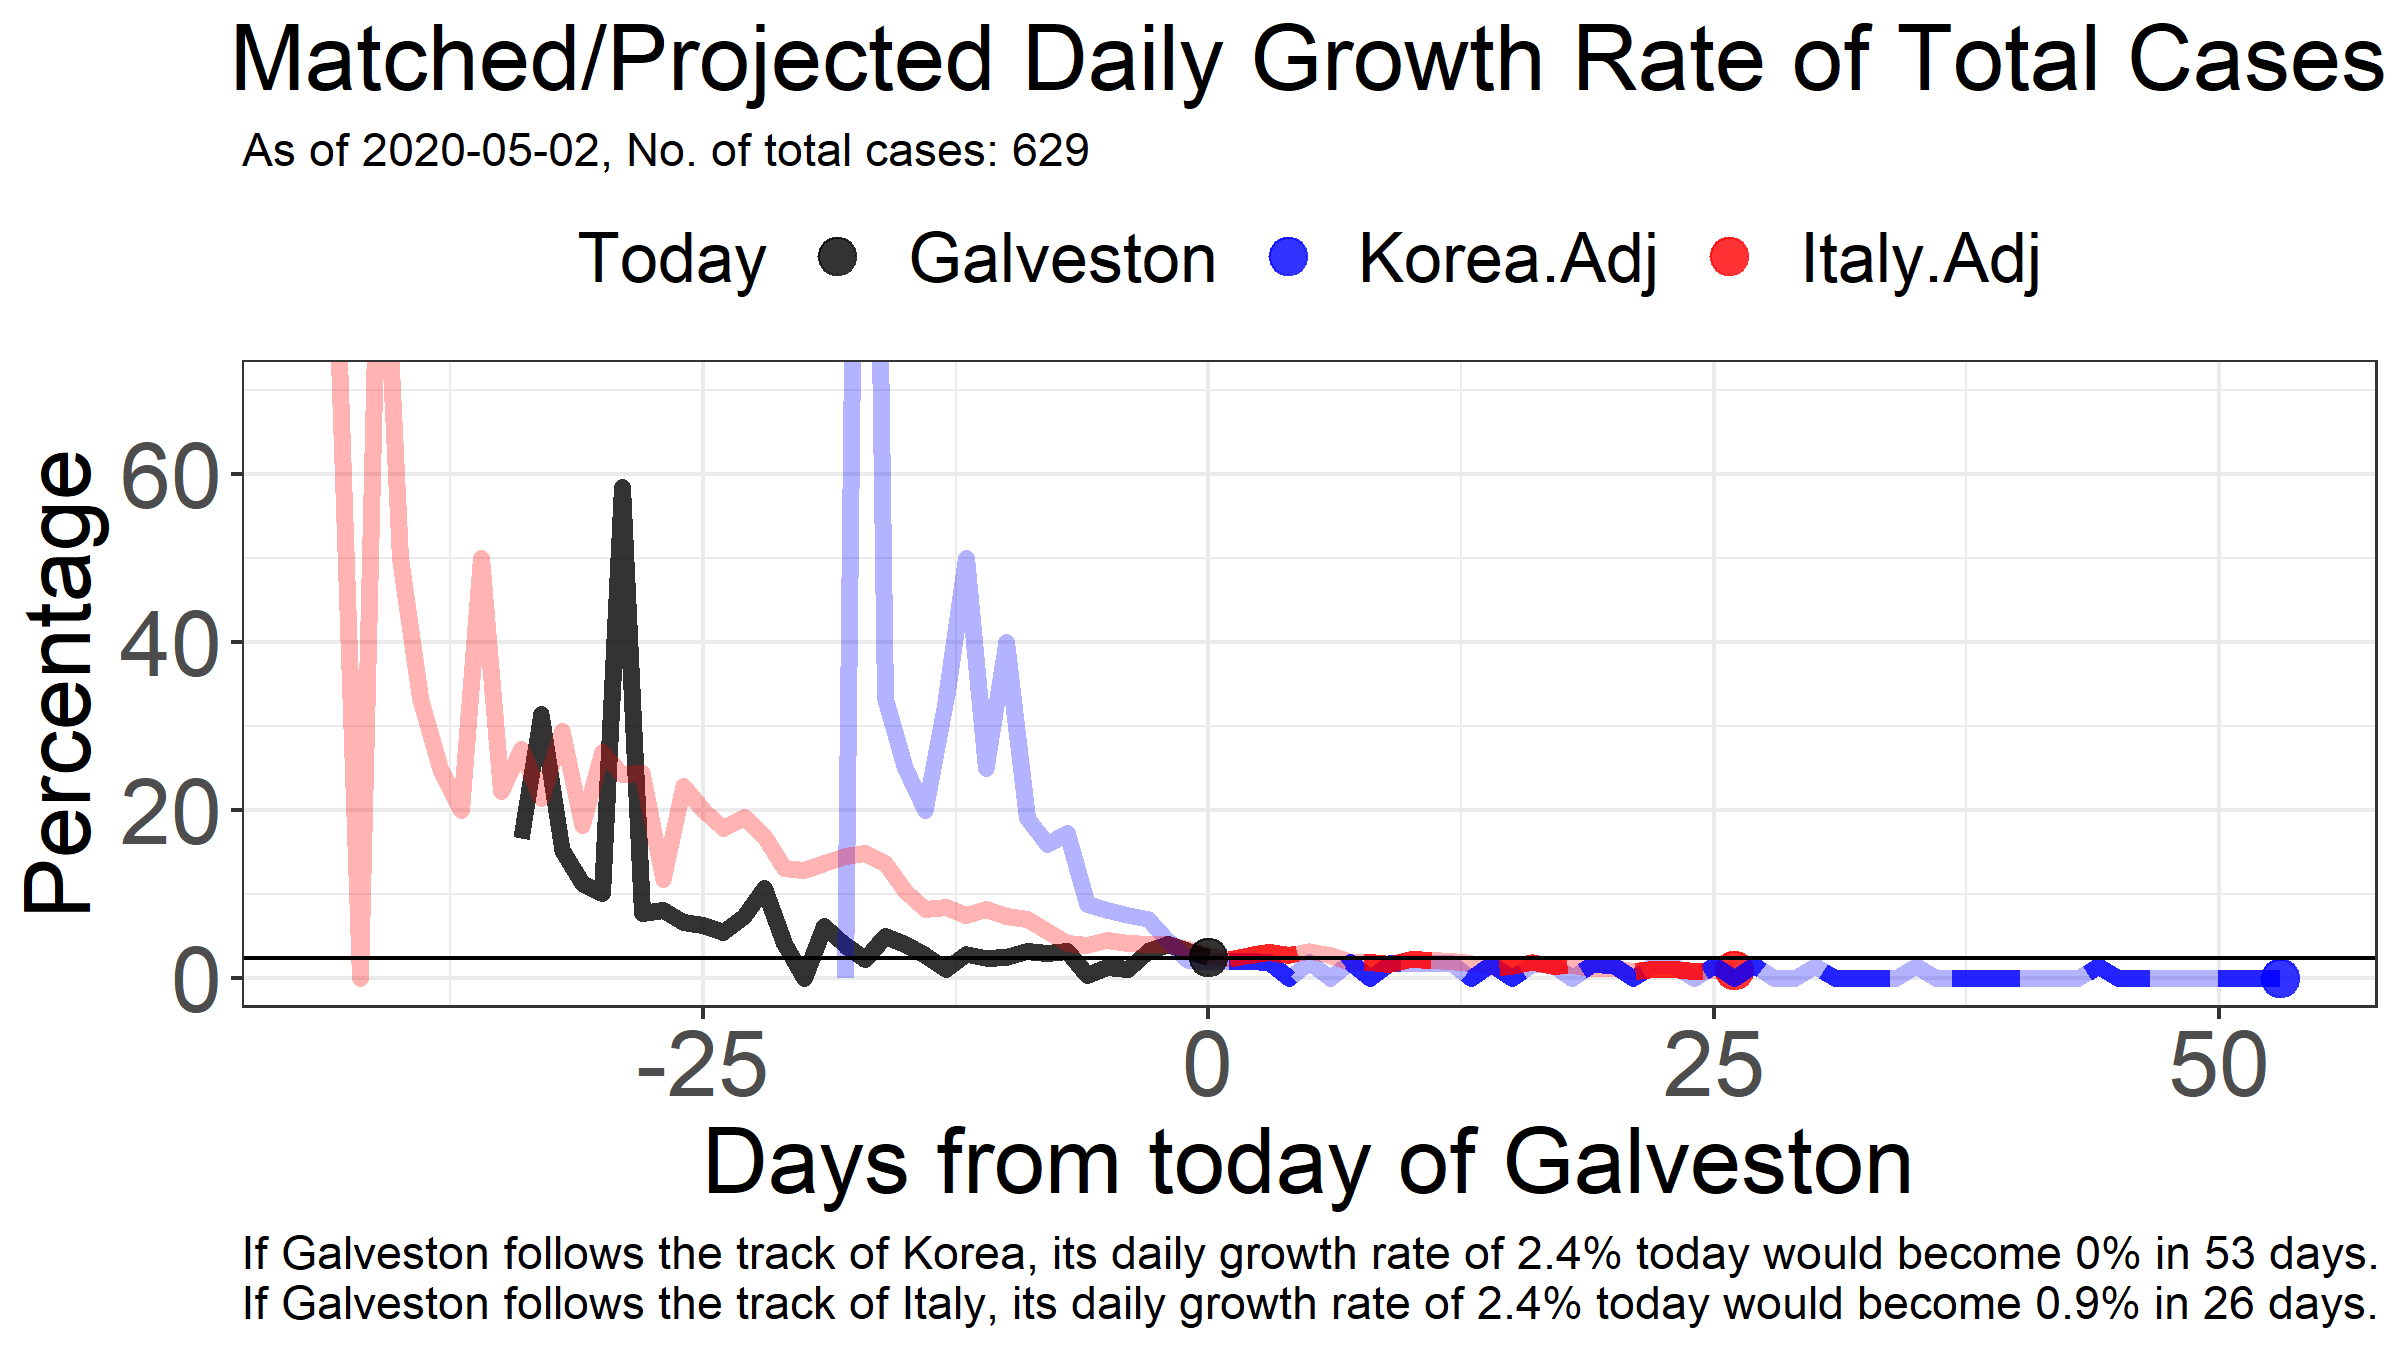 Matched/Projected Daily Growth Rate of Total Cases
As of 2020-05-02, No. of total cases: 629
Today Galveston Korea.Adj Italy.Adj
Percentage
60
40
20
0
-25 0 25 50
Days from today of Galveston
If Galveston follows the track of Korea, its daily growth rate of 2.4% today would become 0% in 53 days.
If Galveston follows the track of Italy, its daily growth rate of 2.4% today would become 0.9% in 26 days.